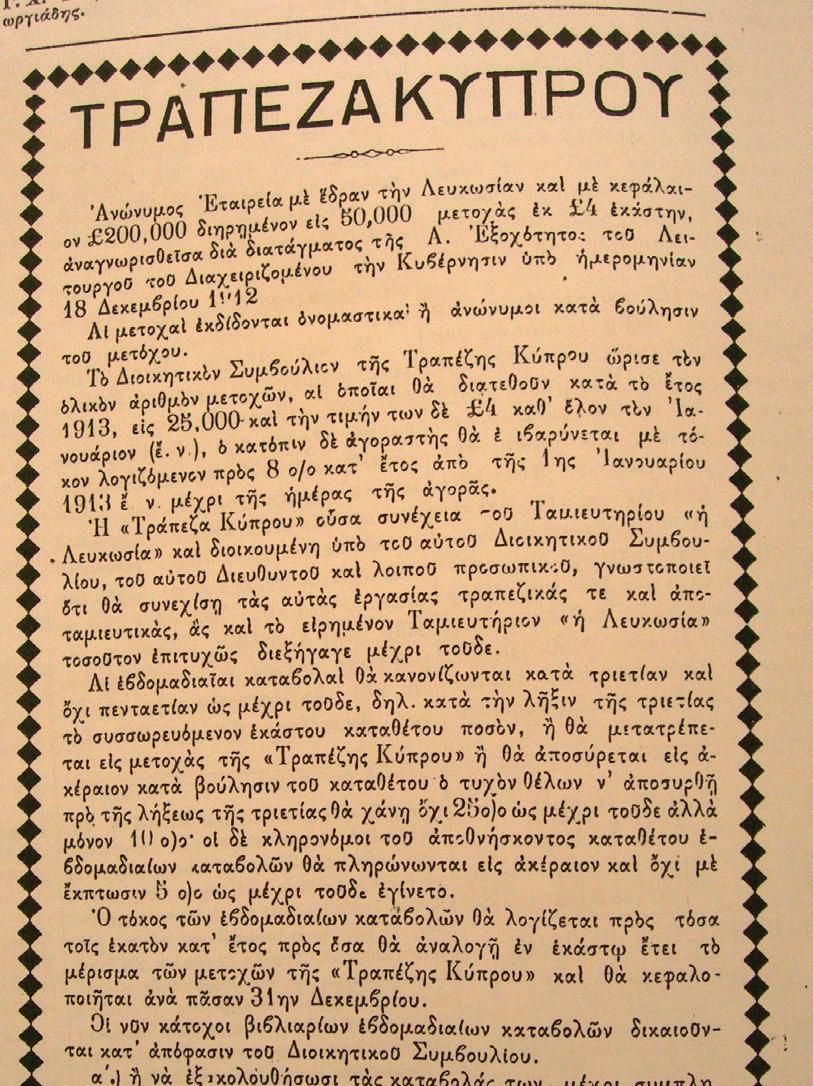 ωργιάδης.
ΤΡΑΠΕΖΑ ΚΥΠΡΟΥ
Ἀνώνυμος Ἑταιρεία μὲ ἕδραν τὴν Λευκωσίαν καὶ μὲ κεφάλαι-
ον £200,000 διηρημένον εἰς 50,000 μετοχὰς ἐκ £4 ἑκάστην,
ἀναγνωρισθεῖσα διὰ διατάγματος τῆς Α. Ἐξοχότητος τοῦ Λει-
τουργοῦ τοῦ Διαχειριζομένου τὴν Κυβέρνησιν ὑπὸ ἡμερομηνίαν
18 Δεκεμβρίου 1912
Αἱ μετοχαὶ ἐκδίδονται ὀνομαστικαὶ ἢ ἀνώνυμοι κατὰ βούλησιν
τοῦ μετόχου.
Τὸ Διοικητικὸν Συμβούλιον τῆς Τραπέζης Κύπρου ὥρισε τὸν
ὁλικὸν ἀριθμὸν μετοχῶν, αἱ ὁποῖαι θὰ διατεθοῦν κατὰ τὸ ἔτος
1913, εἰς 25,000 καὶ τὴν τιμήν των δὲ £4 καθ' ὅλον τὸν Ἰα-
νουάριον (ἔ. ν.), ὁ κατόπιν δὲ ἀγοραστὴς θὰ ἐ ιβαρύνεται μὲ τό-
κον λογιζόμενον πρὸς 8 ο/ο κατ' ἔτος ἀπὸ τῆς 1ης Ἰανουαρίου
1913 ἔ ν. μέχρι τῆς ἡμέρας τῆς ἀγορᾶς.
Ἡ «Τράπεζα Κύπρου» οὖσα συνέχεια τοῦ Ταμιευτηρίου «ἡ
Λευκωσία» καὶ διοικουμένη ὑπὸ τοῦ αὐτοῦ Διοικητικοῦ Συμβου-
λίου, τοῦ αὐτοῦ Διευθυντοῦ καὶ λοιποῦ προσωπικοῦ, γνωστοποιεῖ
ὅτι θὰ συνεχίσῃ τὰς αὐτὰς ἐργασίας τραπεζικάς τε καὶ ἀπο-
ταμιευτικὰς, ἃς καὶ τὸ εἰρημένον Ταμιευτήριον «ἡ Λευκωσία»
τοσοῦτον ἐπιτυχῶς διεξήγαγε μέχρι τοῦδε.
Αἱ ἑβδομαδιαῖαι καταβολαὶ θὰ κανονίζωνται κατὰ τριετίαν καὶ
ὄχι πενταετίαν ὡς μέχρι τοῦδε, δηλ. κατὰ τὴν λῆξιν τῆς τριετίας
τὸ συσσωρευόμενον ἑκάστου καταθέτου ποσὸν, ἢ θὰ μετατρέπε-
ται εἰς μετοχὰς τῆς «Τραπέζης Κύπρου» ἢ θὰ ἀποσύρεται εἰς ἀ-
κέραιον κατὰ βούλησιν τοῦ καταθέτου· ὁ τυχὸν θέλων ν' ἀποσυρθῇ
πρὸ τῆς λήξεως τῆς τριετίας θὰ χάνῃ ὄχι 25ο)ο ὡς μέχρι τοῦδε ἀλλὰ
μόνον 10 ο)ο· οἱ δὲ κληρονόμοι τοῦ ἀποθνήσκοντος καταθέτου ἑ-
βδομαδιαίων καταβολῶν θὰ πληρώνωνται εἰς ἀκέραιον καὶ ὄχι μὲ
ἔκπτωσιν 5 ο)ο ὡς μέχρι τοῦδε ἐγίνετο.
Ὁ τόκος τῶν ἑβδομαδιαίων καταβολῶν θὰ λογίζεται πρὸς τόσα
τοῖς ἑκατὸν κατ' ἔτος πρὸς ὅσα θὰ ἀναλογῇ ἐν ἑκάστῳ ἔτει τὸ
μέρισμα τῶν μετοχῶν τῆς «Τραπέζης Κύπρου» καὶ θὰ κεφαλο-
ποιῆται ἀνὰ πᾶσαν 31ην Δεκεμβρίου.
Οἱ νῦν κάτοχοι βιβλιαρίων ἑβδομαδιαίων καταβολῶν δικαιοῦν-
ται κατ' ἀπόφασιν τοῦ Διοικητικοῦ Συμβουλίου.
α'.) ἢ νὰ ἐξακολουθήσωσι τὰς καταβολάς των μέχρι